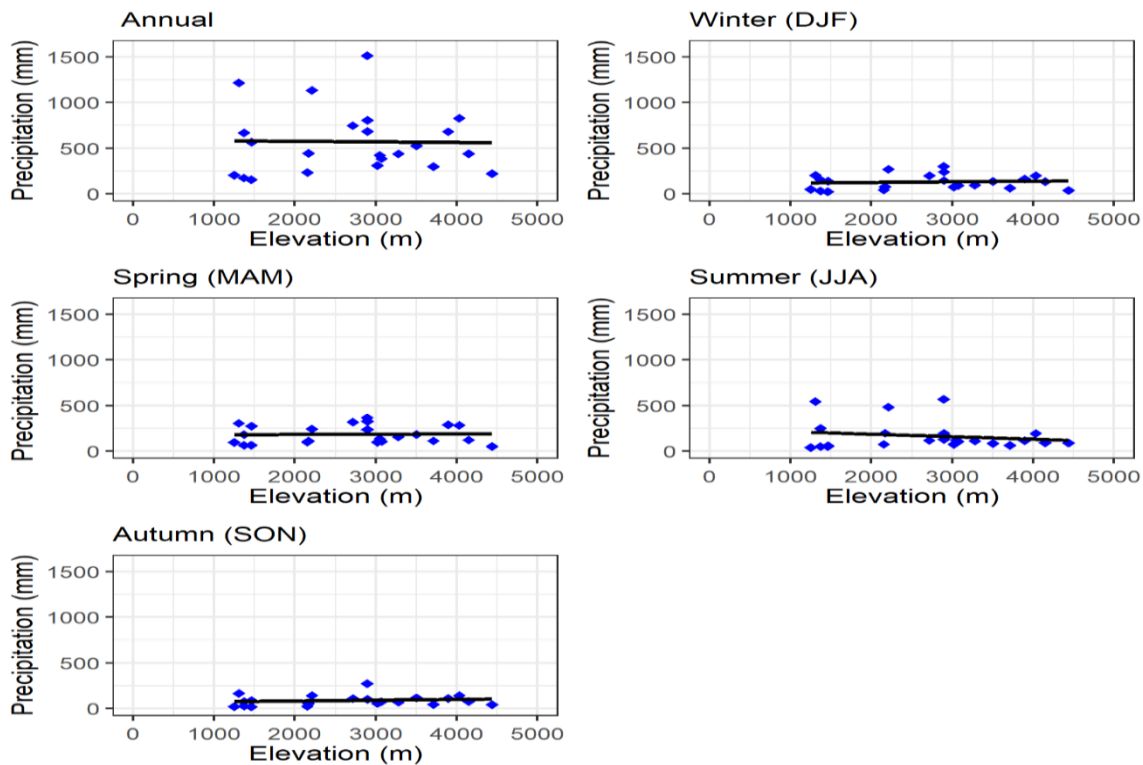 Annual
Precipitation (mm)
1500
1000
500
0
0 1000 2000 3000 4000 5000
Elevation (m)
Winter (DJF)
Precipitation (mm)
1500
1000
500
0
0 1000 2000 3000 4000 5000
Elevation (m)
Spring (MAM)
Precipitation (mm)
1500
1000
500
0
0 1000 2000 3000 4000 5000
Elevation (m)
Summer (JJA)
Precipitation (mm)
1500
1000
500
0
0 1000 2000 3000 4000 5000
Elevation (m)
Autumn (SON)
Precipitation (mm)
1500
1000
500
0
0 1000 2000 3000 4000 5000
Elevation (m)